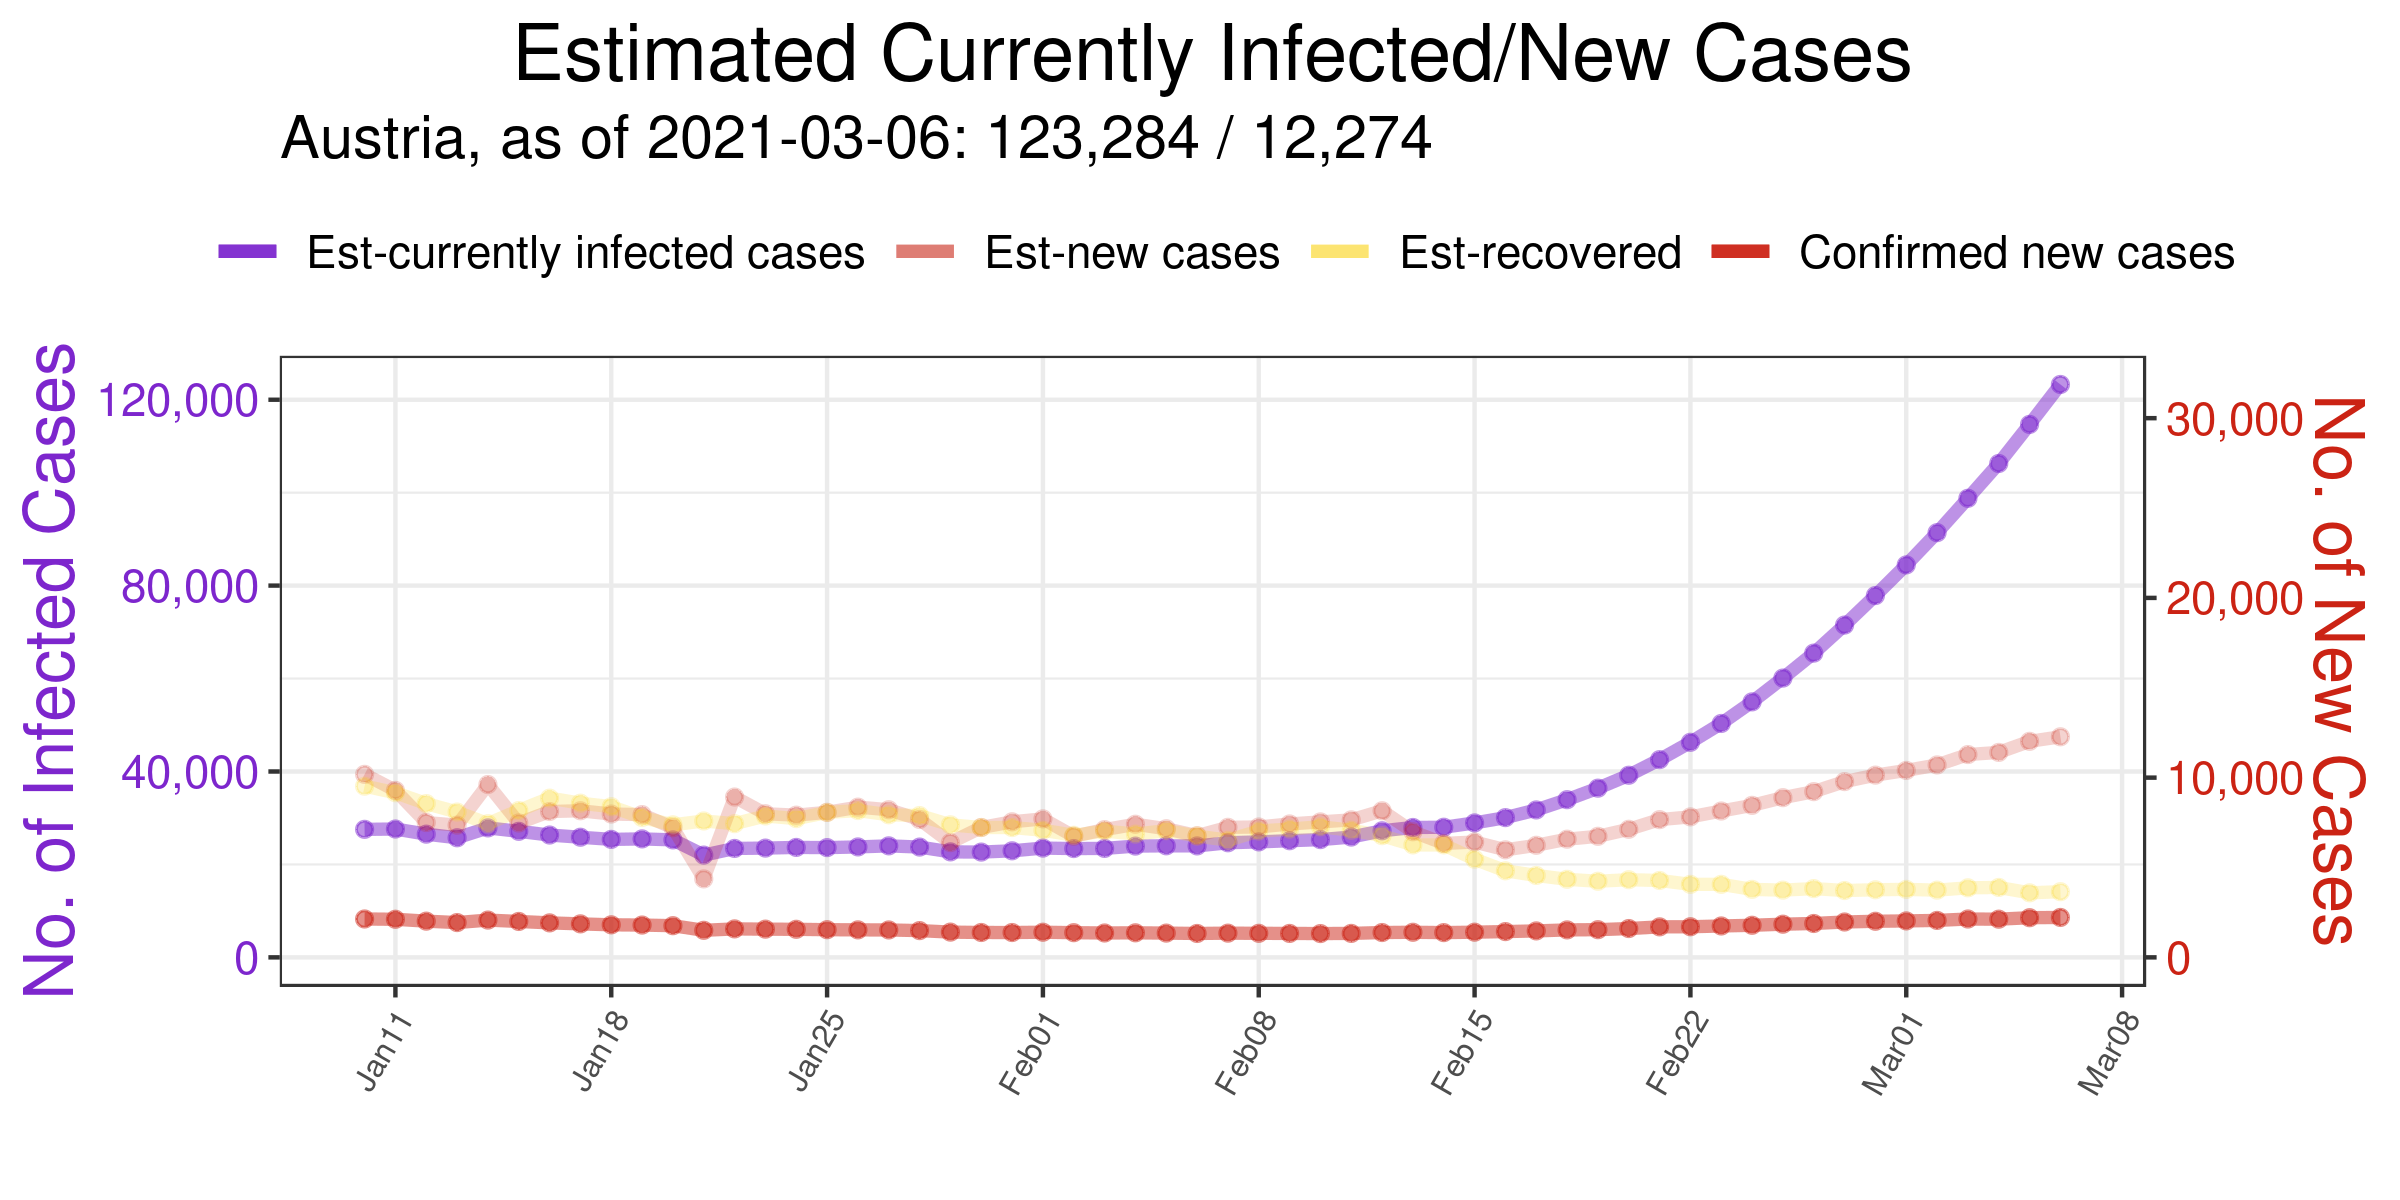 Estimated Currently Infected/New Cases
Austria, as of 2021-03-06: 123,284 / 12,274
Est-currently infected cases Est-new cases Est-recovered Confirmed new cases
No. of Infected Cases
120,000
80,000
40,000
0
30,000
20,000
10,000
0
No. of New Cases
Jan11 Jan18 Jan25 Feb01 Feb08 Feb15 Feb22 Mar01 Mar08